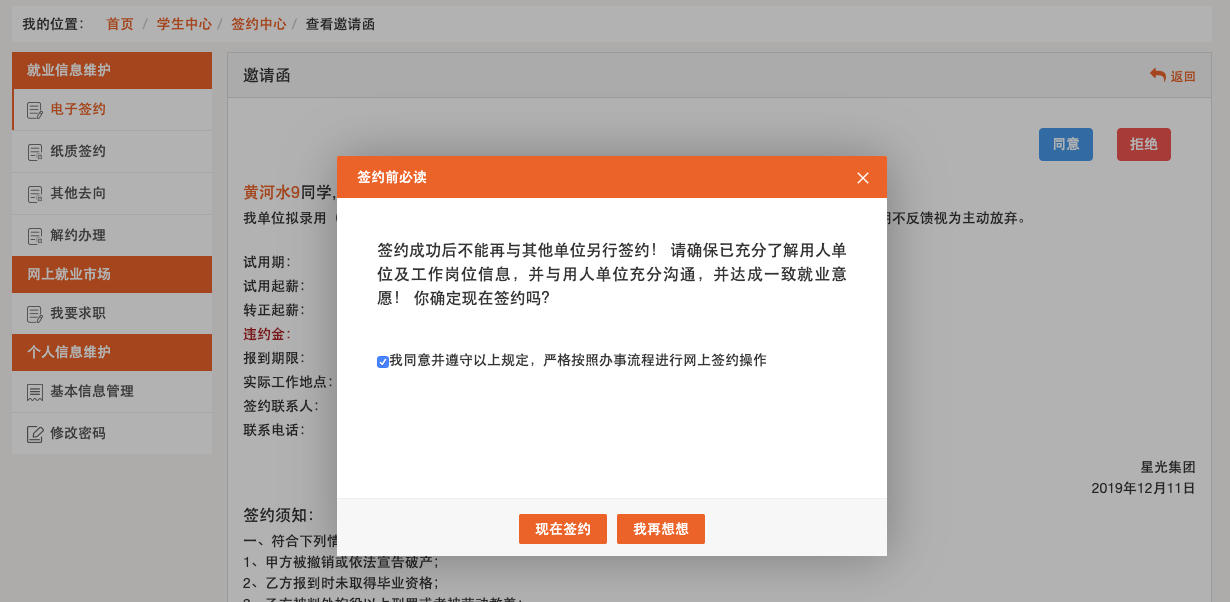 我的位置： 首页 / 学生中心 / 签约中心 / 查看邀请函
就业信息维护
电子签约
纸质签约
其他去向
解约办理
网上就业市场
我要求职
个人信息维护
基本信息管理
修改密码
邀请函
返回
同意 拒绝
黄河水9同学,
我单位拟录用
不反馈视为主动放弃。
试用期：
试用起薪：
转正起薪：
违约金：
报到期限：
实际工作地点：
签约联系人：
联系电话：
星光集团
2019年12月11日
签约须知：
一、符合下列
1、甲方被撤销或依法宣告破产；
2、乙方报到时未取得毕业资格；
签约前必读
签约成功后不能再与其他单位另行签约！ 请确保已充分了解用人单
位及工作岗位信息，并与用人单位充分沟通，并达成一致就业意
愿！ 你确定现在签约吗？
我同意并遵守以上规定，严格按照办事流程进行网上签约操作
现在签约 我再想想